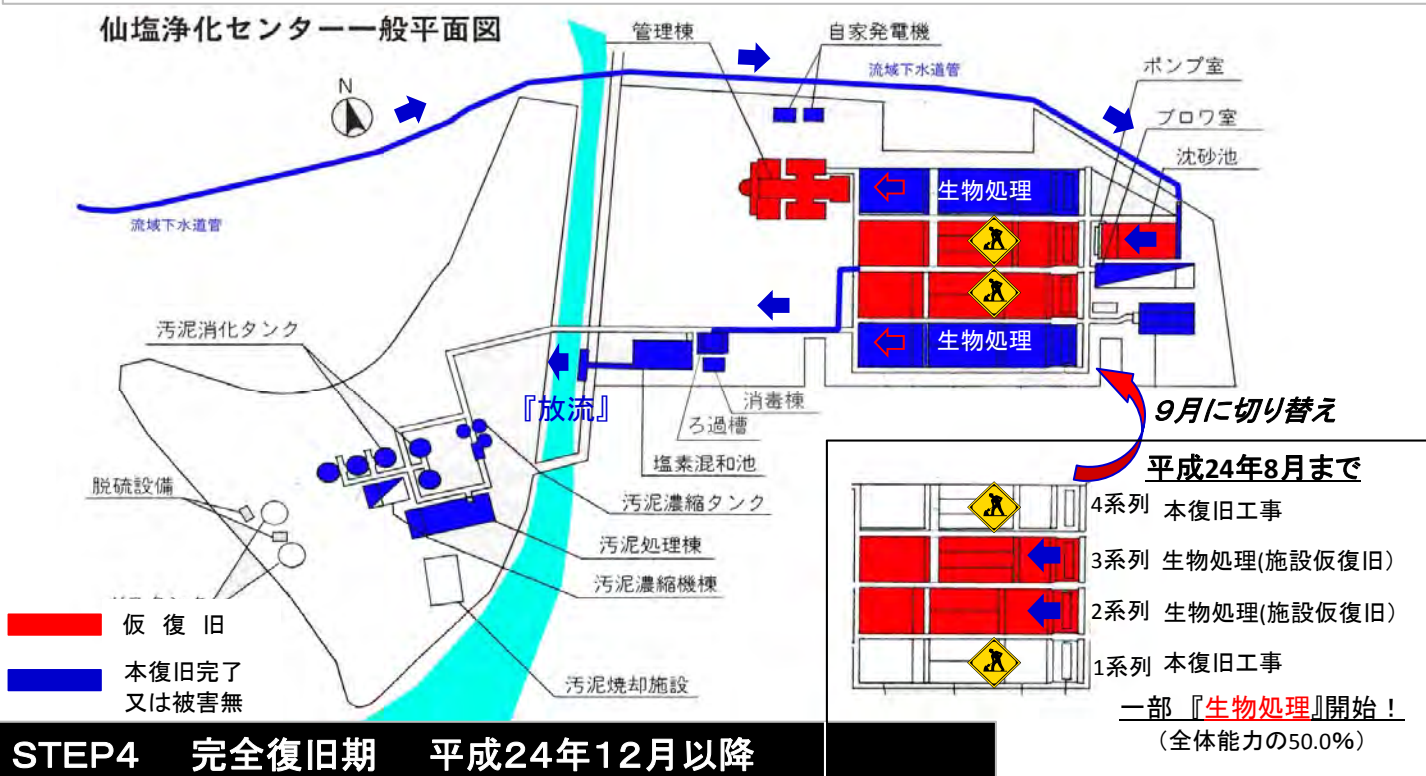 仙塩浄化センター一般平面図
N
管理棟
自家発電機
流域下水道管
ポンプ室
ブロワ室
沈砂池
流域下水道管
生物処理
生物処理
汚泥消化タンク
『放流』
消毒棟
ろ過槽
塩素混和池
脱硫設備
汚泥濃縮タンク
汚泥処理棟
汚泥濃縮機棟
汚泥焼却施設
9月に切り替え
平成24年8月まで
4系列 本復旧工事
3系列 生物処理(施設仮復旧)
2系列 生物処理(施設仮復旧)
1系列 本復旧工事
一部 『生物処理』開始！
（全体能力の50.0%）
仮 復 旧
本復旧完了
又は被害無
STEP4 完全復旧期 平成24年12月以降